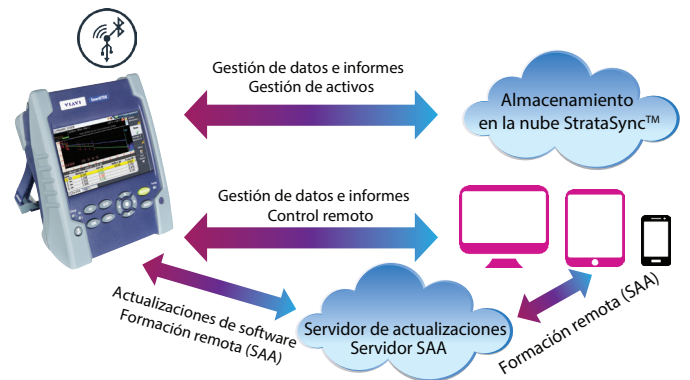 VIAVI
SmartOTDR
Gestión de datos e informes
Gestión de activos
Almacenamiento
en la nube StrataSync™
Gestión de datos e informes
Control remoto
Actualizaciones de software
Formación remota (SAA)
Servidor de actualizaciones
Servidor SAA
Formación remota (SAA)